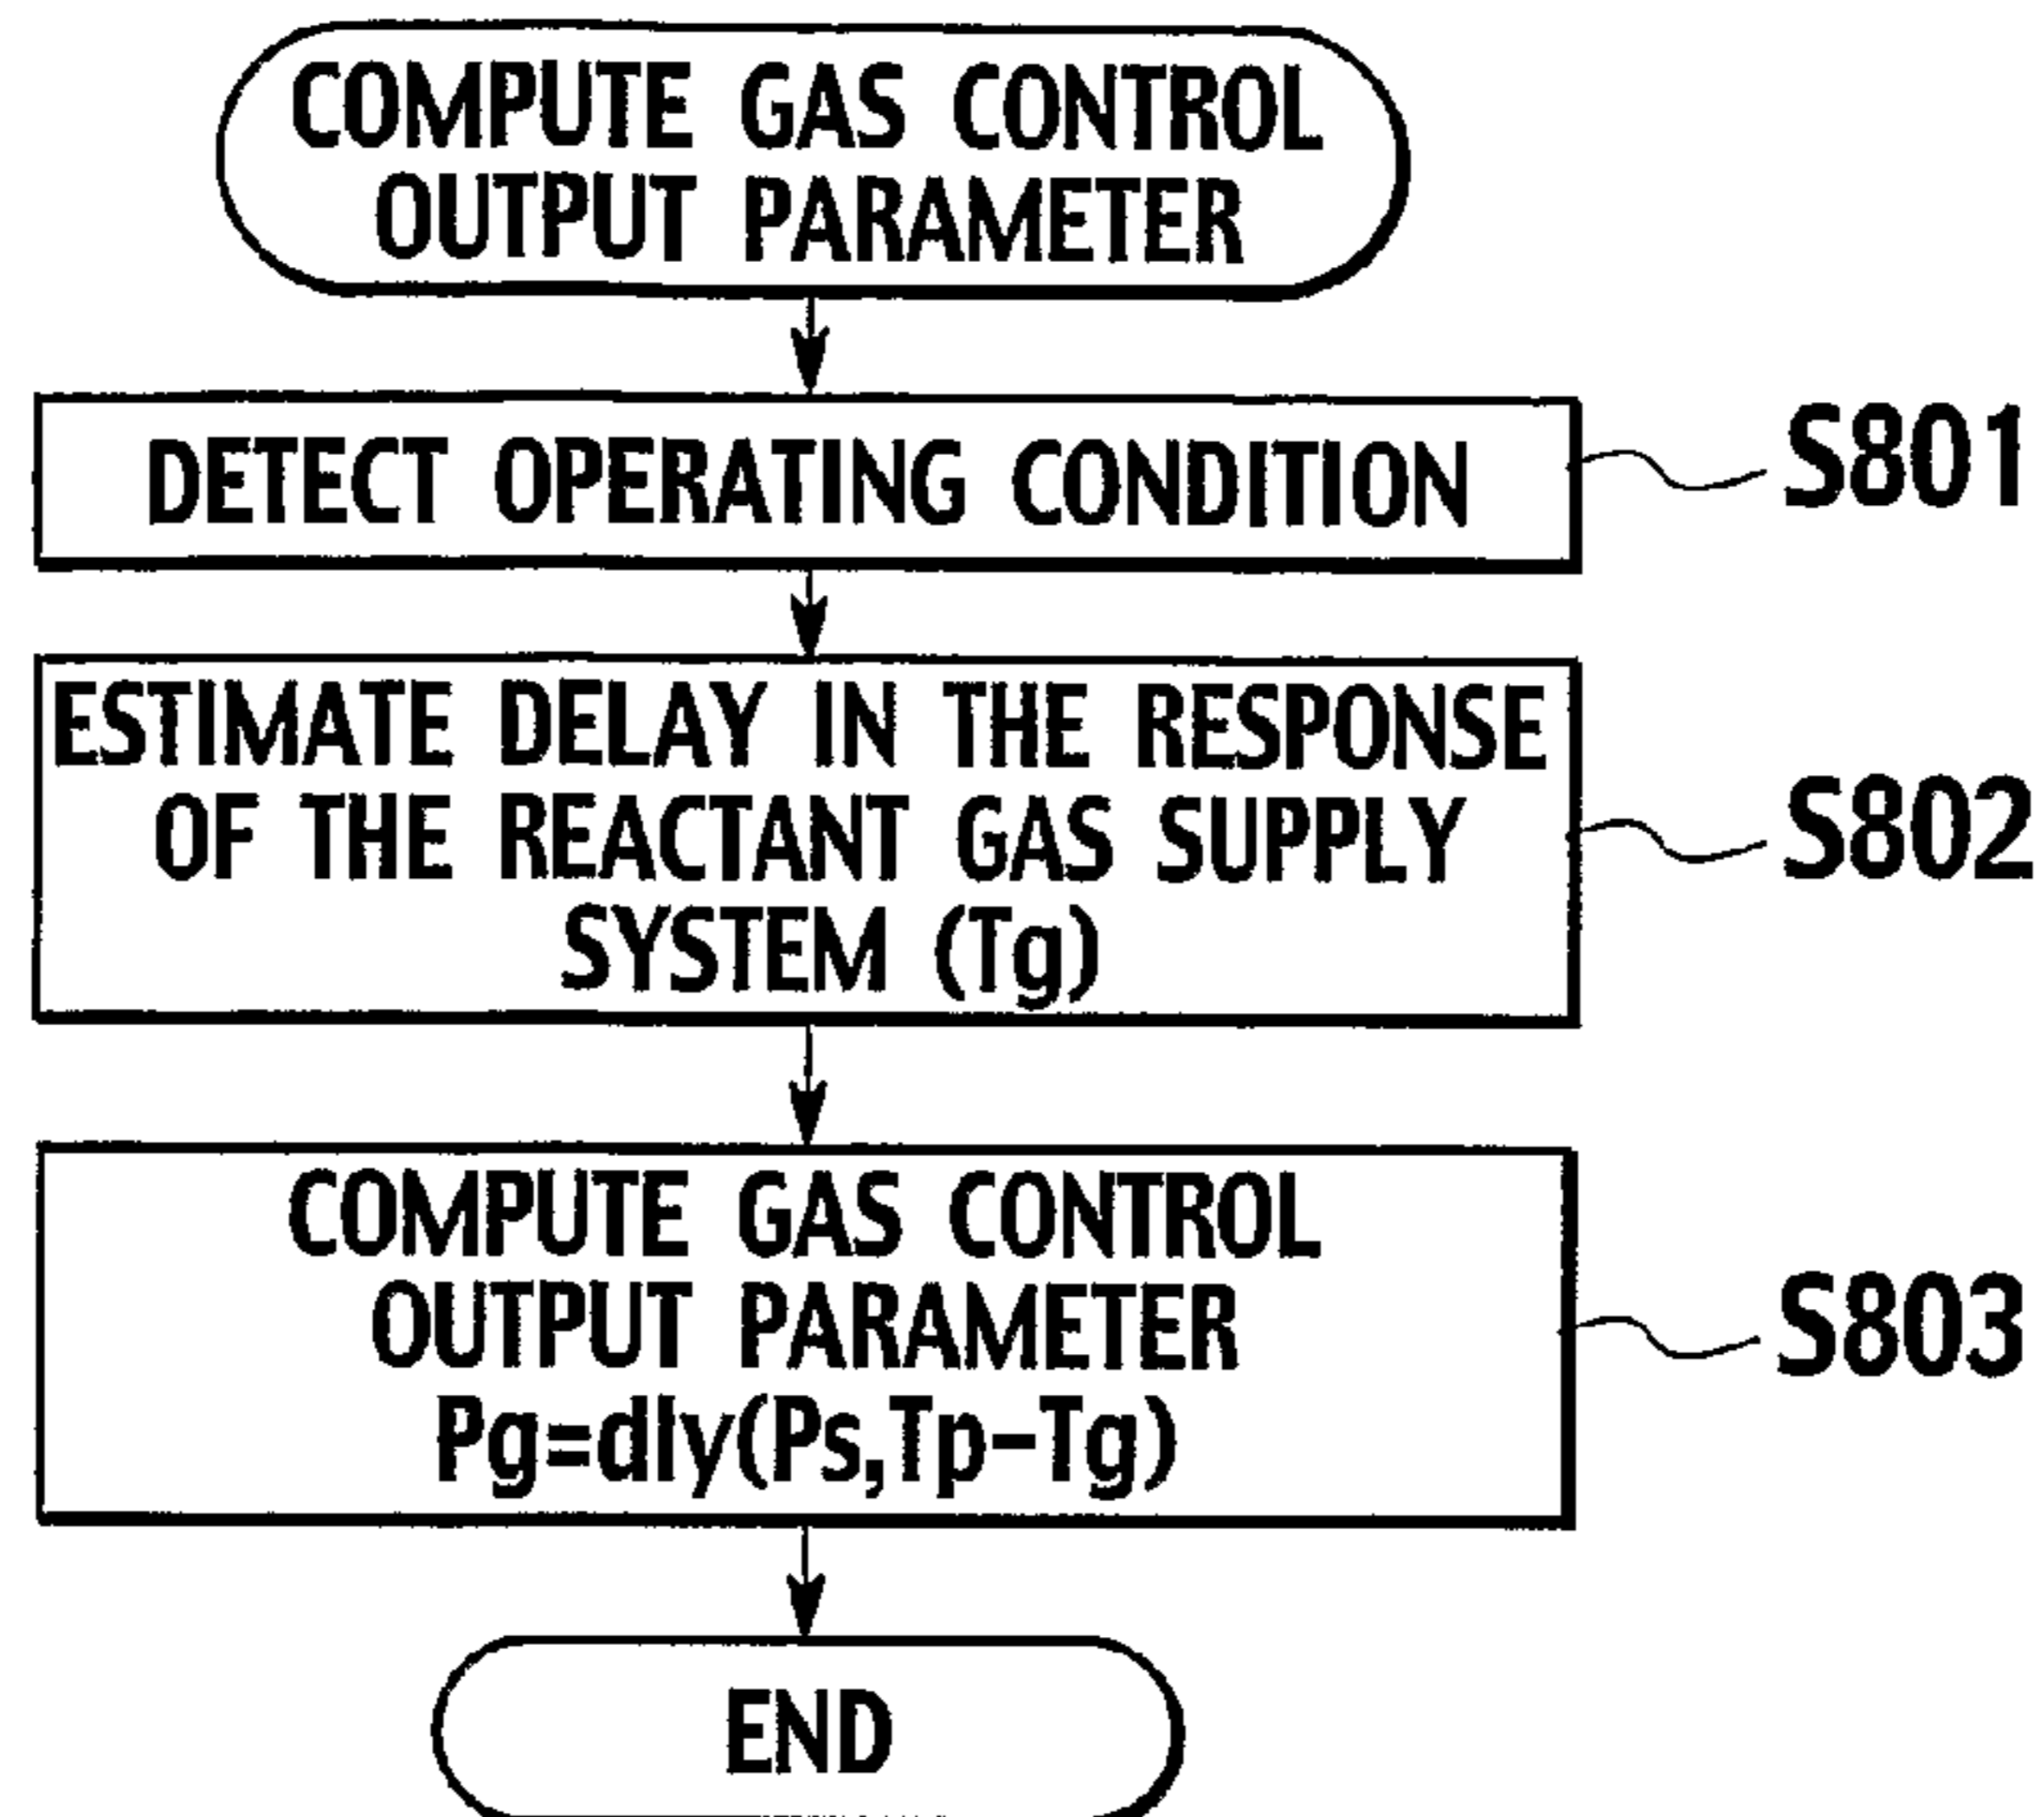 COMPUTE GAS CONTROL
OUTPUT PARAMETER
DETECT OPERATING CONDITION
S801
ESTIMATE DELAY IN THE RESPONSE
OF THE REACTANT GAS SUPPLY
SYSTEM (Tg)
S802
COMPUTE GAS CONTROL
OUTPUT PARAMETER
Pg=dly(Ps,Tp-Tg)
S803
END